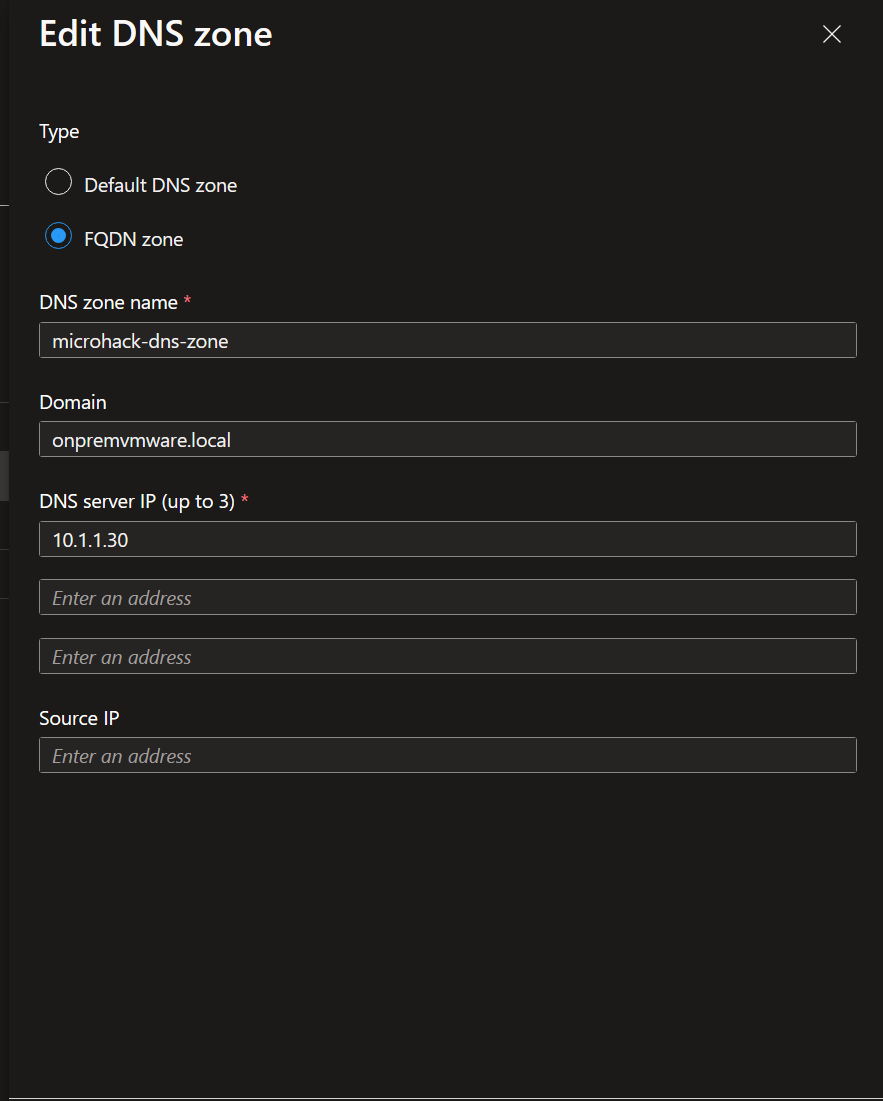 Edit DNS zone
Type
Default DNS zone
FQDN zone
DNS zone name *
microhack-dns-zone
Domain
onpremvmware.local
DNS server IP (up to 3) *
10.1.1.30
Enter an address
Enter an address
Source IP
Enter an address